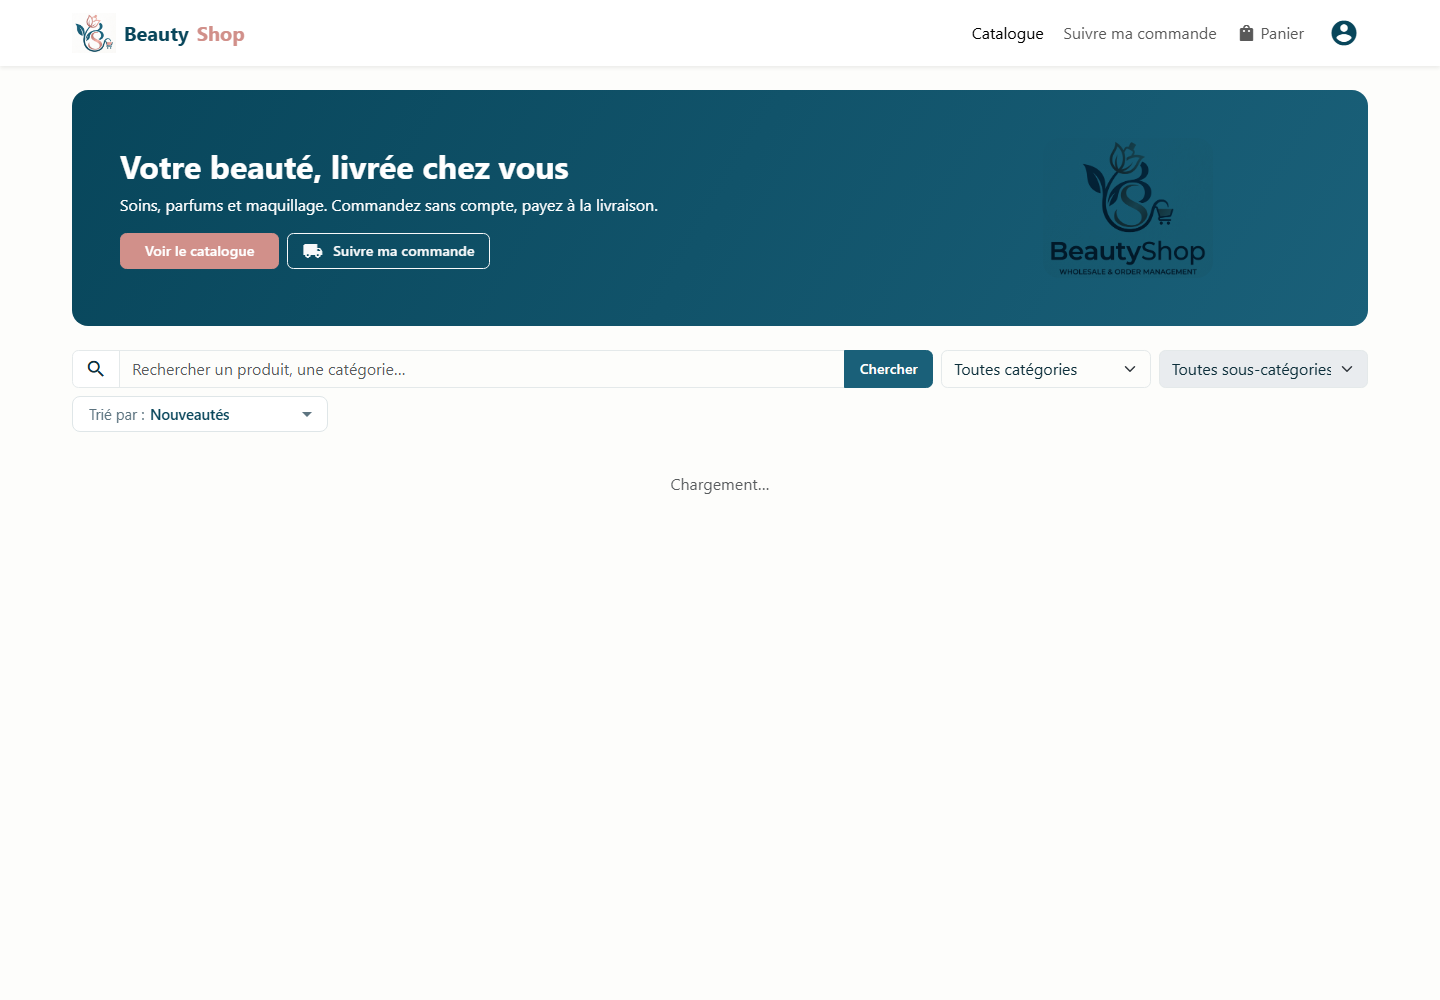 Beauty Shop
Catalogue
Suivre ma commande
Panier
Votre beauté, livrée chez vous
Soins, parfums et maquillage. Commandez sans compte, payez à la livraison.
Voir le catalogue
Suivre ma commande
BeautyShop
WHOLESALE & ORDER MANAGEMENT
Rechercher un produit, une catégorie...
Chercher
Toutes catégories
Toutes sous-catégories
Trié par : Nouveautés
Chargement...